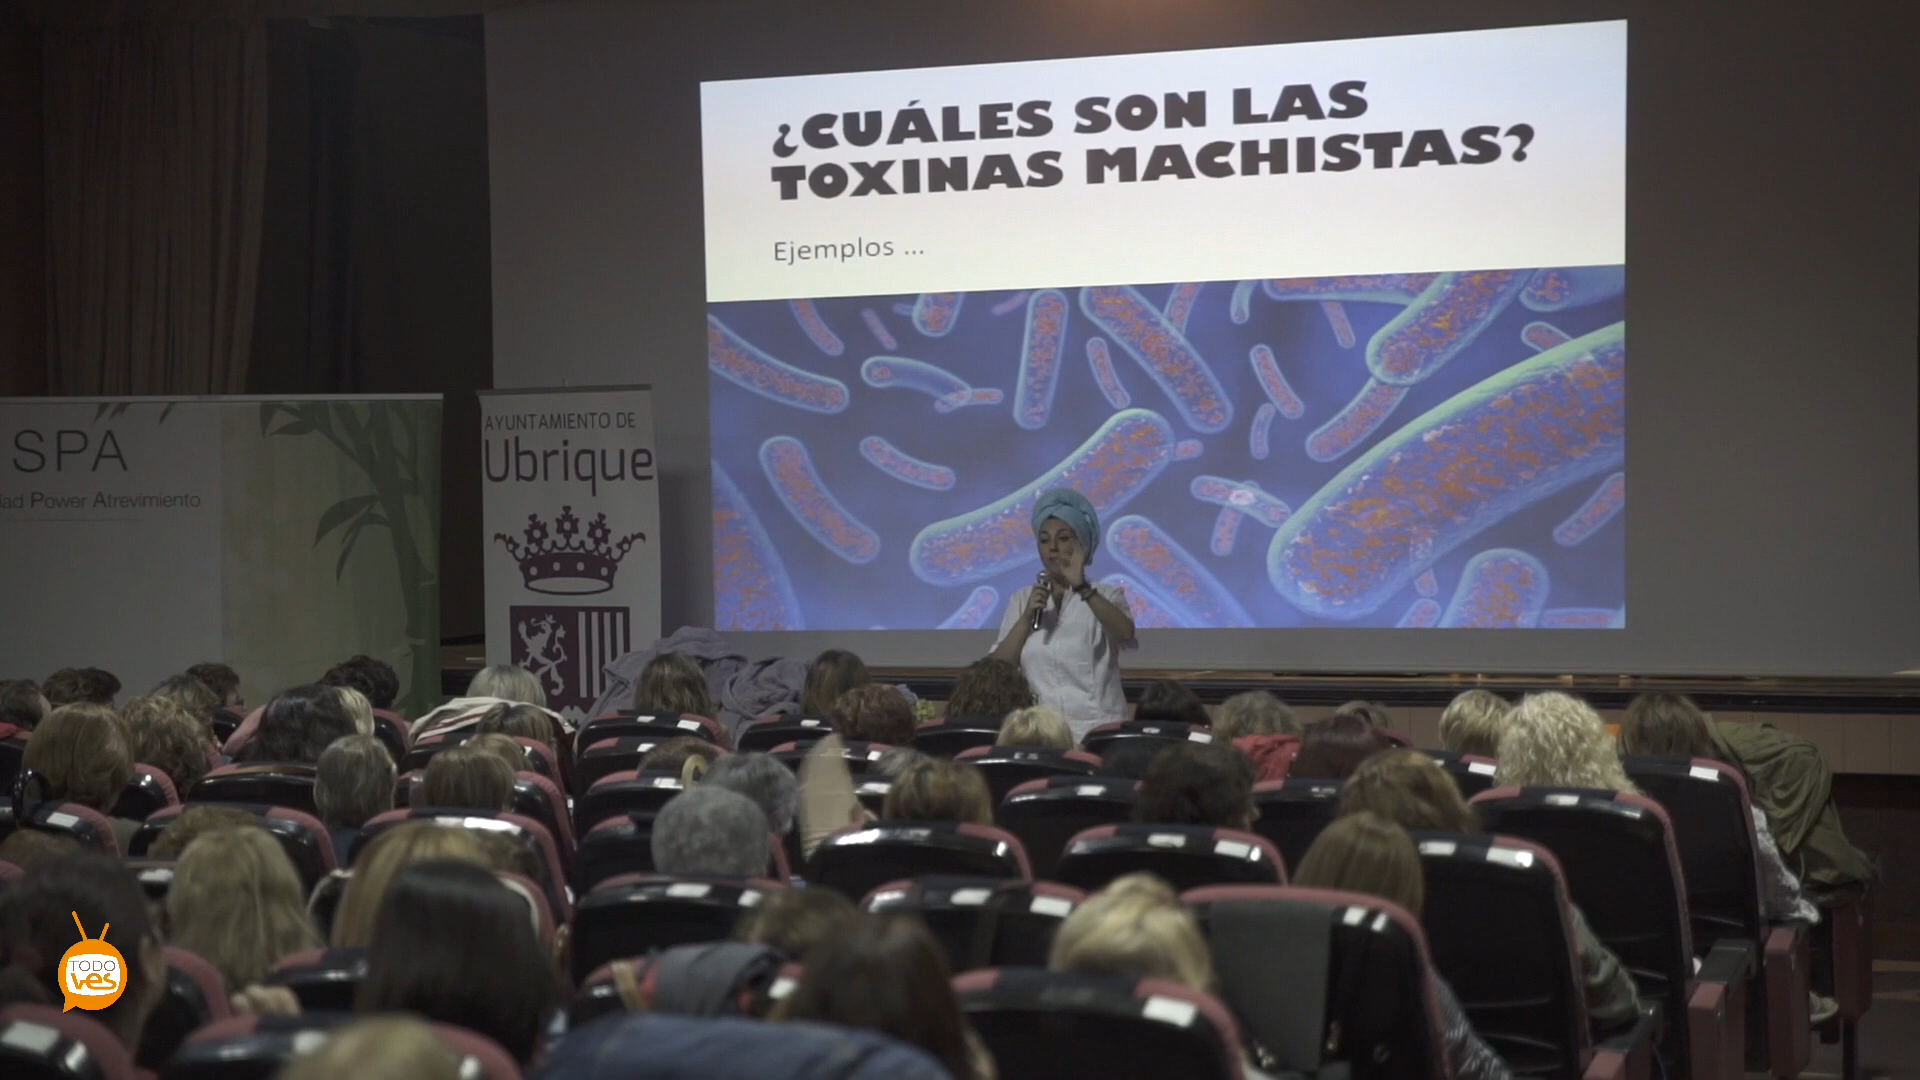 ¿CUÁLES SON LAS
TOXINAS MACHISTAS?
Ejemplos ...
SPA
Power Atrevimiento
AYUNTAMIENTO DE
Ubrique
TODO
ves